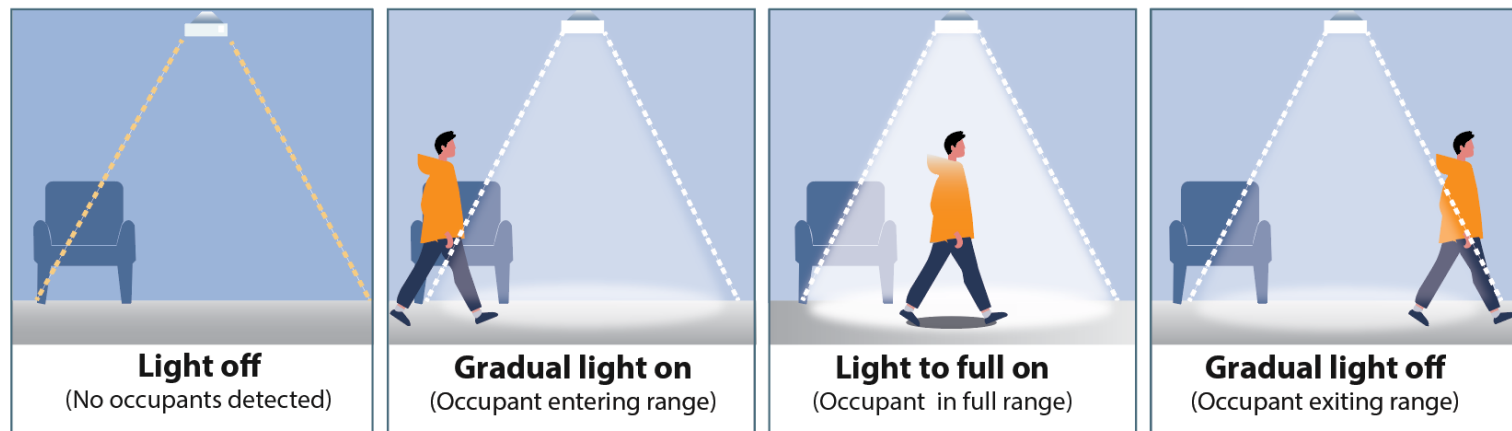 Light off
(No occupants detected)
Gradual light on
(Occupant entering range)
Light to full on
(Occupant in full range)
Gradual light off
(Occupant exiting range)